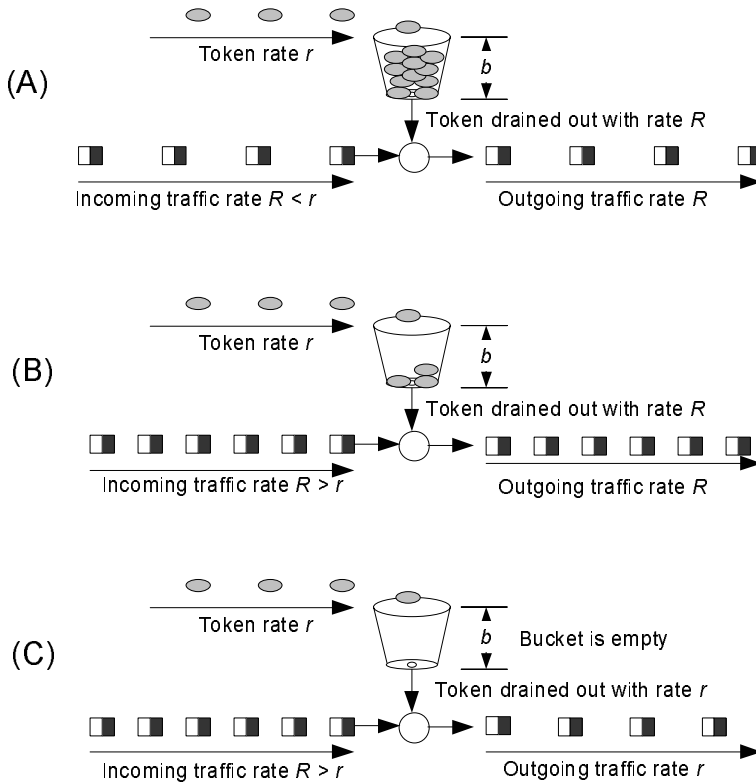 Token rate r
b
(A)
Token drained out with rate R
Incoming traffic rate R < r
Outgoing traffic rate R
Token rate r
b
(B)
Token drained out with rate R
Incoming traffic rate R > r
Outgoing traffic rate R
Token rate r
b
Bucket is empty
(C)
Token drained out with rate r
Incoming traffic rate R > r
Outgoing traffic rate r